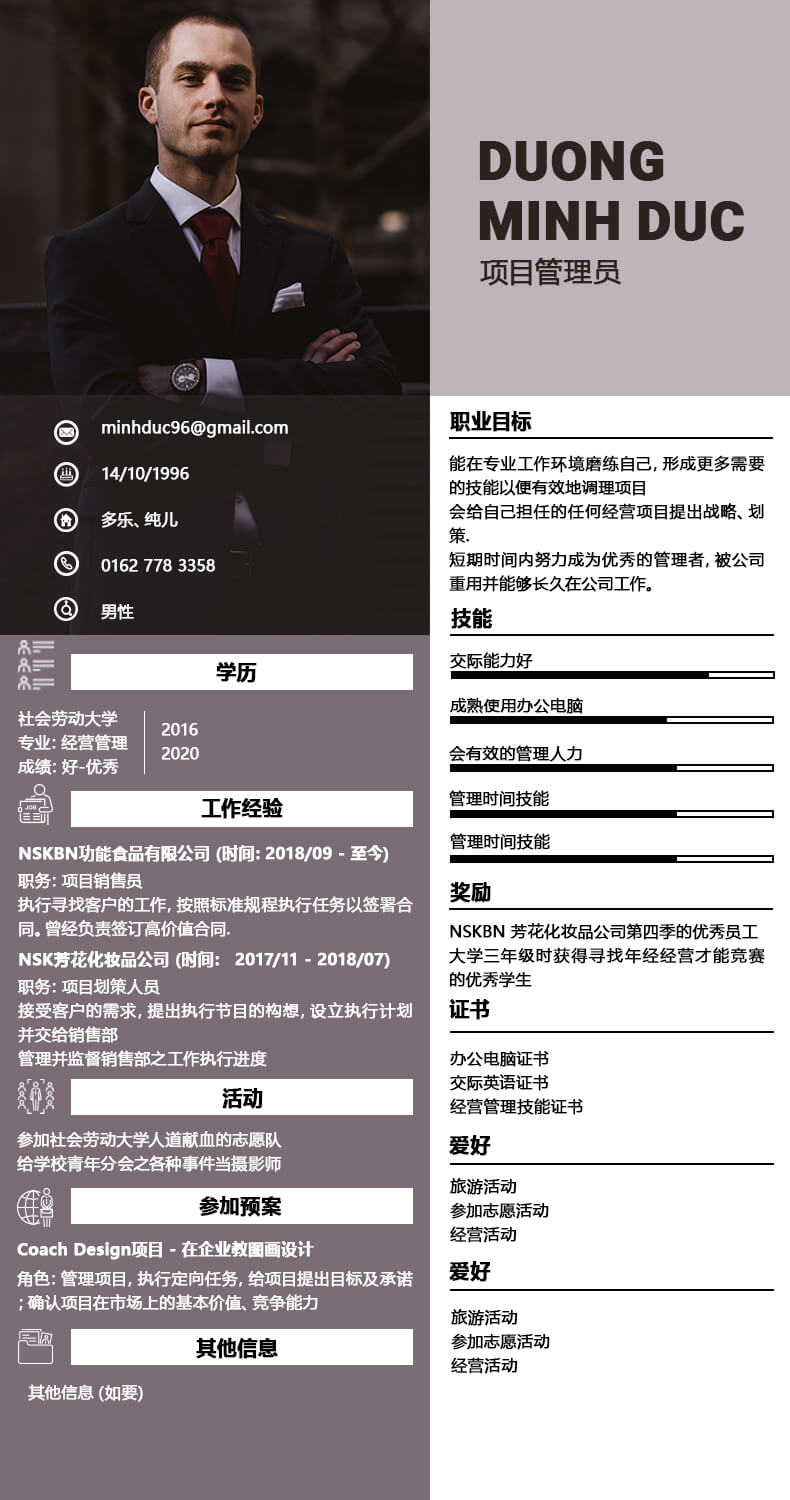 DUONG
MINH DUC
项目管理员
minhduc96@gmail.com
14/10/1996
多乐、纯儿
0162 778 3358
男性
学历
社会劳动大学
专业: 经营管理
成绩: 好-优秀
2016
2020
工作经验
JOB
NSKBN功能食品有限公司 (时间: 2018/09 - 至今)
职务: 项目销售员
执行寻找客户的工作, 按照标准规程执行任务以签署合
同。曾经负责签订高价值合同.
NSK芳花化妆品公司 (时间: 2017/11 - 2018/07)
职务: 项目划策人员
接受客户的需求, 提出执行节目的构想, 设立执行计划
并交给销售部
管理并监督销售部之工作执行进度
活动
参加社会劳动大学人道献血的志愿队
给学校青年分会之各种事件当摄影师
参加预案
Coach Design项目 - 在企业教图画设计
角色: 管理项目, 执行定向任务, 给项目提出目标及承诺
; 确认项目在市场上的基本价值、竞争能力
其他信息
其他信息 (如要)
职业目标
能在专业工作环境磨练自己, 形成更多需要
的技能以便有效地调理项目
会给自己担任的任何经营项目提出战略、划
策.
短期时间内努力成为优秀的管理者, 被公司
重用并能够长久在公司工作。
技能
交际能力好
成熟使用办公电脑
会有效的管理人力
管理时间技能
管理时间技能
奖励
NSKBN 芳花化妆品公司第四季的优秀员工
大学三年级时获得寻找年经经营才能竞赛
的优秀学生
证书
办公电脑证书
交际英语证书
经营管理技能证书
爱好
旅游活动
参加志愿活动
经营活动
爱好
旅游活动
参加志愿活动
经营活动